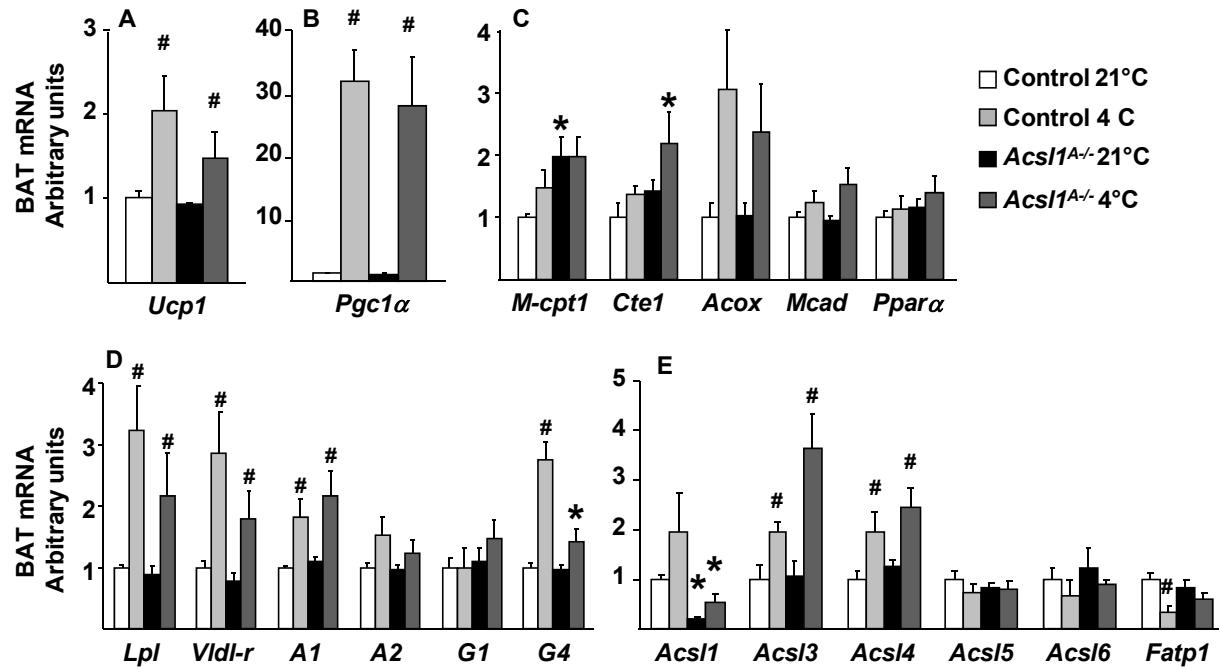 A
B
C
BAT mRNA
Arbitrary units
3
2
1
#
#
Ucp1
40
30
20
10
#
#
Pgc1α
4
3
2
1
*
*
M-cpt1 Cte1 Acox Mcad Pparα
Control 21°C
Control 4 C
Acsl1A-/- 21°C
Acsl1A-/- 4°C
D
E
BAT mRNA
Arbitrary units
4
3
2
1
# # # # # # # *
Lpl Vldl-r A1 A2 G1 G4
5
4
3
2
1
* * # # # # #
Acsl1 Acsl3 Acsl4 Acsl5 Acsl6 Fatp1